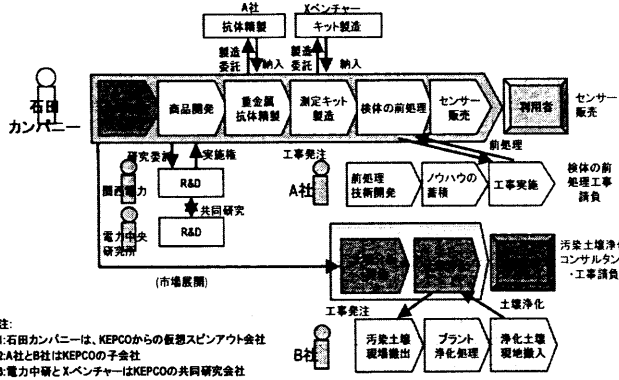 A社
Xベンチャー
抗体精製
キット製造
製造
委託
納入
製造
委託
納入
石田
カンパニー
商品開発
重金属
抗体精製
測定キット
製造
検体の前処理
センサー
販売
利用者
センサー
販売
研究委託
実施権
工事発注
前処理
関西電力
R&D
A社
前処理
技術開発
ノウハウの
蓄積
工事実施
検体の前
処理工事
請負
共同研究
電力中央
研究所
R&D
(市場展開)
汚染土壌浄化
コンサルタント
・工事請負
工事発注
土壌浄化
B社
汚染土壌
現場搬出
プラント
浄化処理
浄化土壌
現地搬入
注:
1:石田カンパニーは、KEPCOからの仮想スピンアウト会社
2:A社とB社はKEPCOの子会社
3:電力中研とX-ベンチャーはKEPCOの共同研究会社